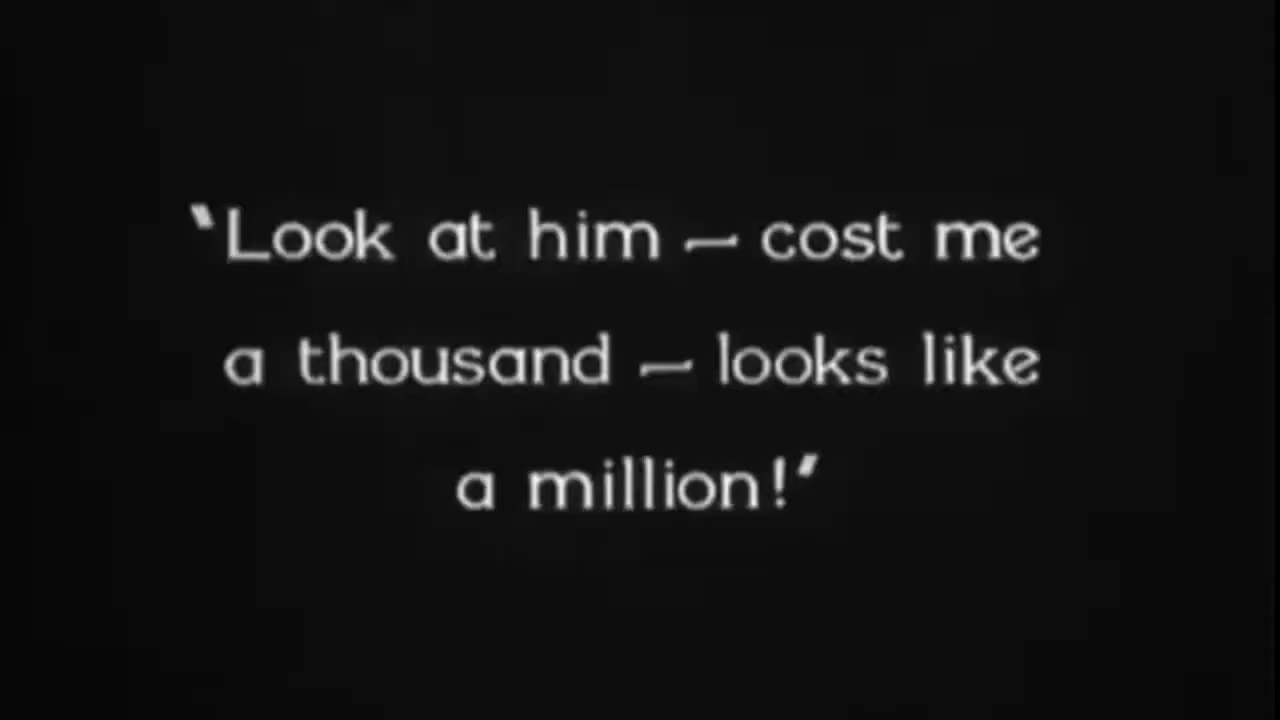 "Look at him — cost me
a thousand — looks like
a million!"